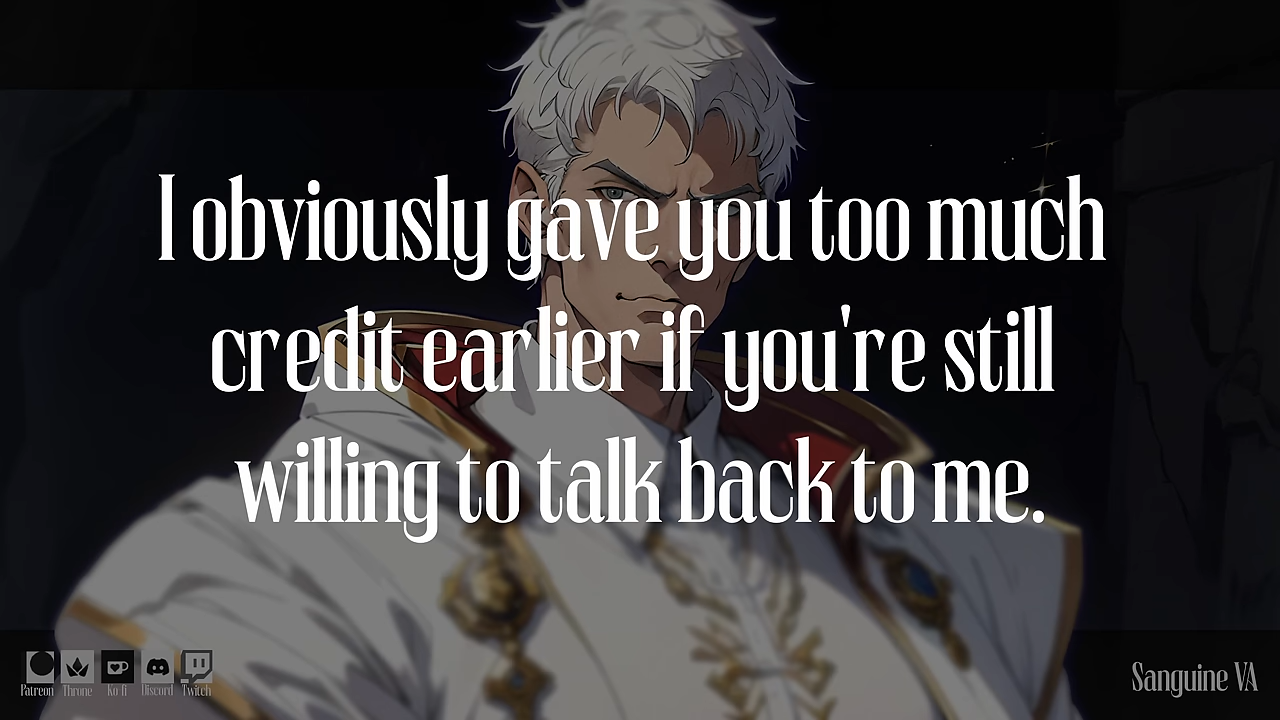 I obviously gave you too much
credit earlier if you're still
willing to talk back to me.
Patreon Throne Ko fi Discord Twitch
Sanguine VA